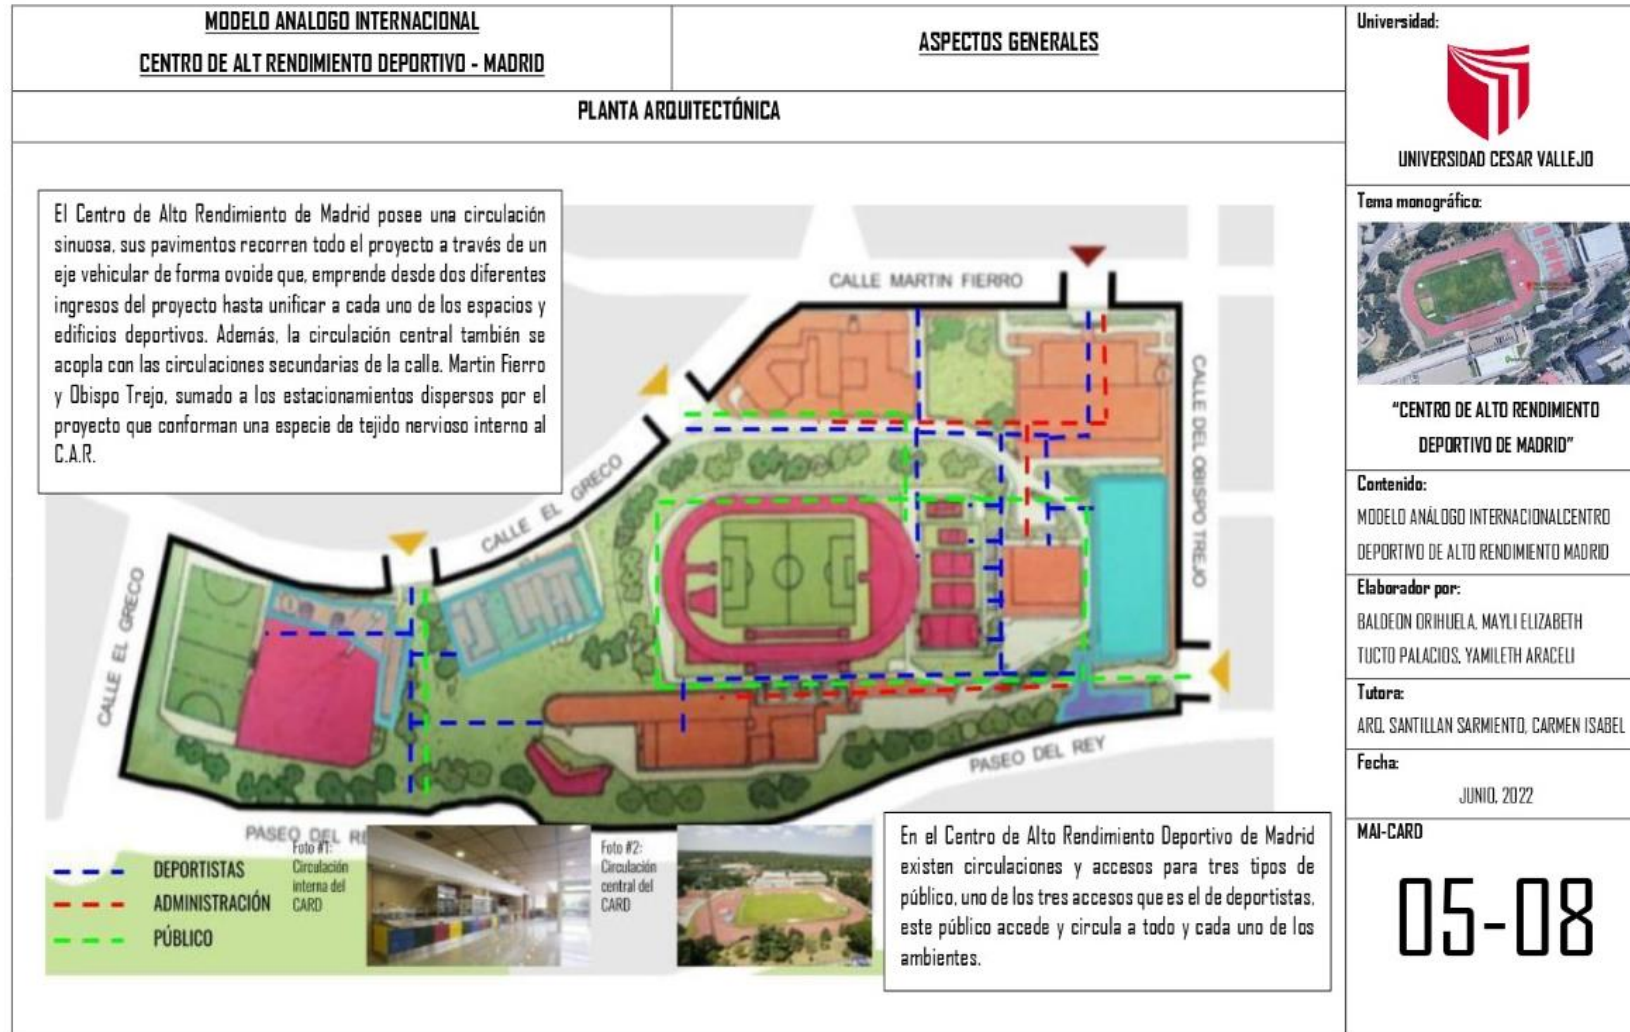 MODELO ANALOGO INTERNACIONAL
CENTRO DE ALT RENDIMIENTO DEPORTIVO - MADRID
ASPECTOS GENERALES
PLANTA ARQUITECTÓNICA
El Centro de Alto Rendimiento de Madrid posee una circulación
sinuosa, sus pavimentos recorren todo el proyecto a través de un
eje vehicular de forma ovoide que, emprende desde dos diferentes
ingresos del proyecto hasta unificar a cada uno de los espacios y
edificios deportivos. Además, la circulación central también se
acopla con las circulaciones secundarias de la calle. Martin Fierro
y Obispo Trejo, sumado a los estacionamientos dispersos por el
proyecto que conforman una especie de tejido nervioso interno al
C.A.R.
CALLE MARTIN FIERRO
CALLE DEL OBISPO TREJO
CALLE EL GRECO
CALLE EL GRECO
PASEO DEL REY
PASEO DEL RE
DEPORTISTAS
ADMINISTRACIÓN
PÚBLICO
Foto #1:
Circulación
interna del
CARD
Foto #2:
Circulación
central del
CARD
En el Centro de Alto Rendimiento Deportivo de Madrid
existen circulaciones y accesos para tres tipos de
público, uno de los tres accesos que es el de deportistas,
este público accede y circula a todo y cada uno de los
ambientes.
Universidad:
UNIVERSIDAD CESAR VALLEJO
Tema monográfico:
"CENTRO DE ALTO RENDIMIENTO
DEPORTIVO DE MADRID"
Contenido:
MODELO ANÁLOGO INTERNACIONALCENTRO
DEPORTIVO DE ALTO RENDIMIENTO MADRID
Elaborador por:
BALDEON ORIHUELA, MAYLI ELIZABETH
TUCTO PALACIOS, YAMILETH ARACELI
Tutora:
ARQ. SANTILLAN SARMIENTO, CARMEN ISABEL
Fecha:
JUNIO, 2022
MAI-CARD
05-08